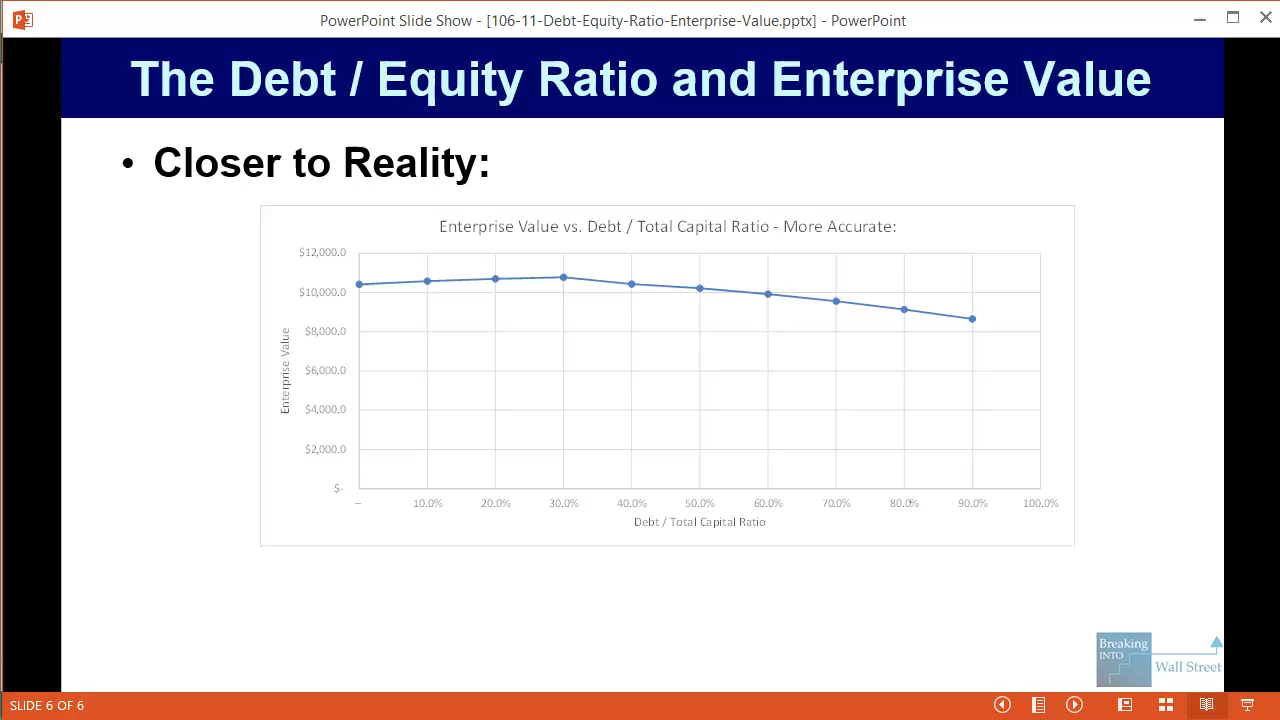 PowerPoint Slide Show - [106-11-Debt-Equity-Ratio-Enterprise-Value.pptx] - PowerPoint
The Debt / Equity Ratio and Enterprise Value
• Closer to Reality:
Enterprise Value vs. Debt / Total Capital Ratio - More Accurate:
$12,000.0
$10,000.0
$8,000.0
$6,000.0
$4,000.0
$2,000.0
$-
Enterprise Value
– 10.0% 20.0% 30.0% 40.0% 50.0% 60.0% 70.0% 80.0% 90.0% 100.0%
Debt / Total Capital Ratio
Breaking
INTO
Wall Street
SLIDE 6 OF 6